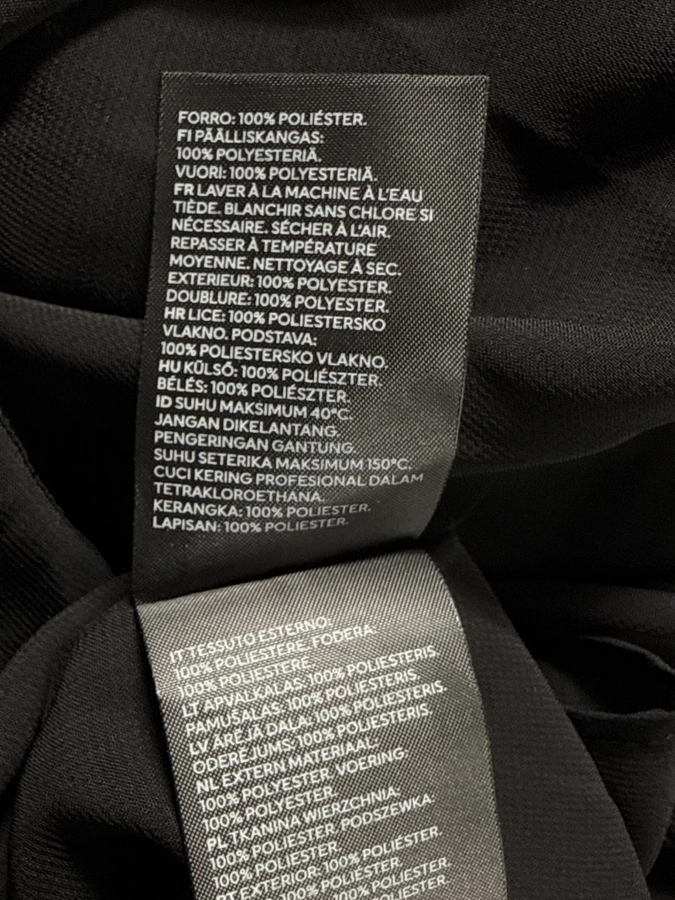 FORRO: 100% POLIÉSTER.
FI PÄÄLLISKANGAS:
100% POLYESTERIÄ.
VUORI: 100% POLYESTERIÄ.
FR LAVER À LA MACHINE À L'EAU
TIÈDE. BLANCHIR SANS CHLORE SI
NÉCESSAIRE. SÉCHER À L'AIR.
REPASSER À TEMPÉRATURE
MOYENNE. NETTOYAGE À SEC.
EXTERIEUR: 100% POLYESTER.
DOUBLURE: 100% POLYESTER.
HR LICE: 100% POLIESTERSKO
VLAKNO. PODSTAVA:
100% POLIESTERSKO VLAKNO.
HU KÜLSŐ: 100% POLIÉSZTER.
BÉLÉS: 100% POLIÉSZTER.
ID SUHU MAKSIMUM 40°C.
JANGAN DIKELANTANG.
PENGERINGAN GANTUNG.
SUHU SETERIKA MAKSIMUM 150°C.
CUCI KERING PROFESIONAL DALAM
TETRAKLOROETHANA.
KERANGKA: 100% POLIESTER.
LAPISAN: 100% POLIESTER.
IT TESSUTO ESTERNO:
100% POLIESTERE. FODERA:
100% POLIESTERE.
LT APVALKALAS: 100% POLIESTERIS.
PAMUŠALAS: 100% POLIESTERIS.
LV ĀRĒJĀ DAĻA: 100% POLIESTERIS.
ODERĒJUMS: 100% POLIESTERIS.
NL EXTERN MATERIAAL:
100% POLYESTER. VOERING:
100% POLYESTER.
PL TKANINA WIERZCHNIA:
100% POLIESTER. PODSZEWKA:
100% POLIESTER.
PT EXTERIOR: 100% POLIÉSTER.
100% POLIÉSTER.